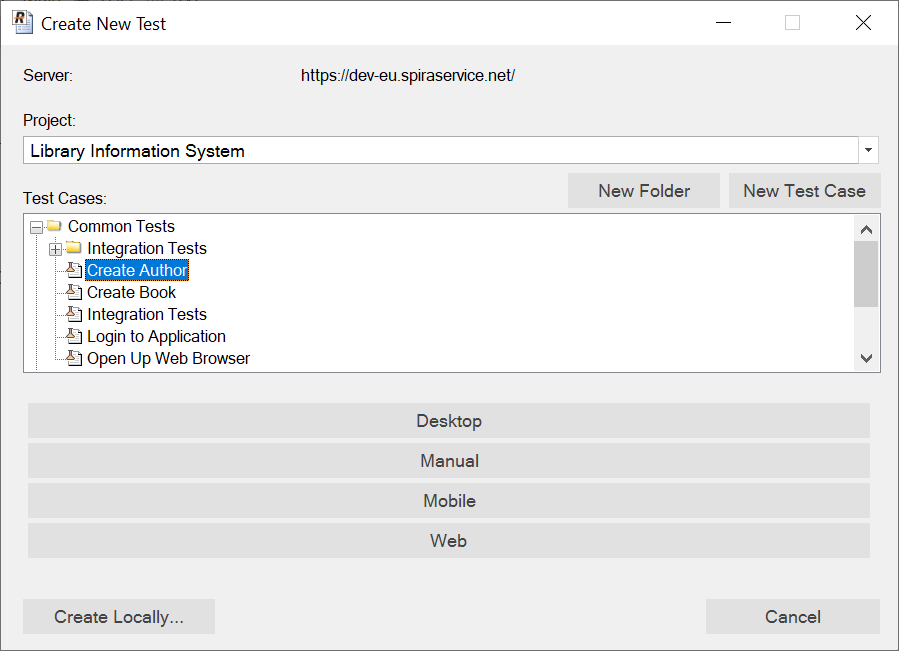 Create New Test
Server: https://dev-eu.spiraservice.net/
Project:
Library Information System
New Folder New Test Case
Test Cases:
Common Tests
Integration Tests
Create Author
Create Book
Integration Tests
Login to Application
Open Up Web Browser
Desktop
Manual
Mobile
Web
Create Locally... Cancel